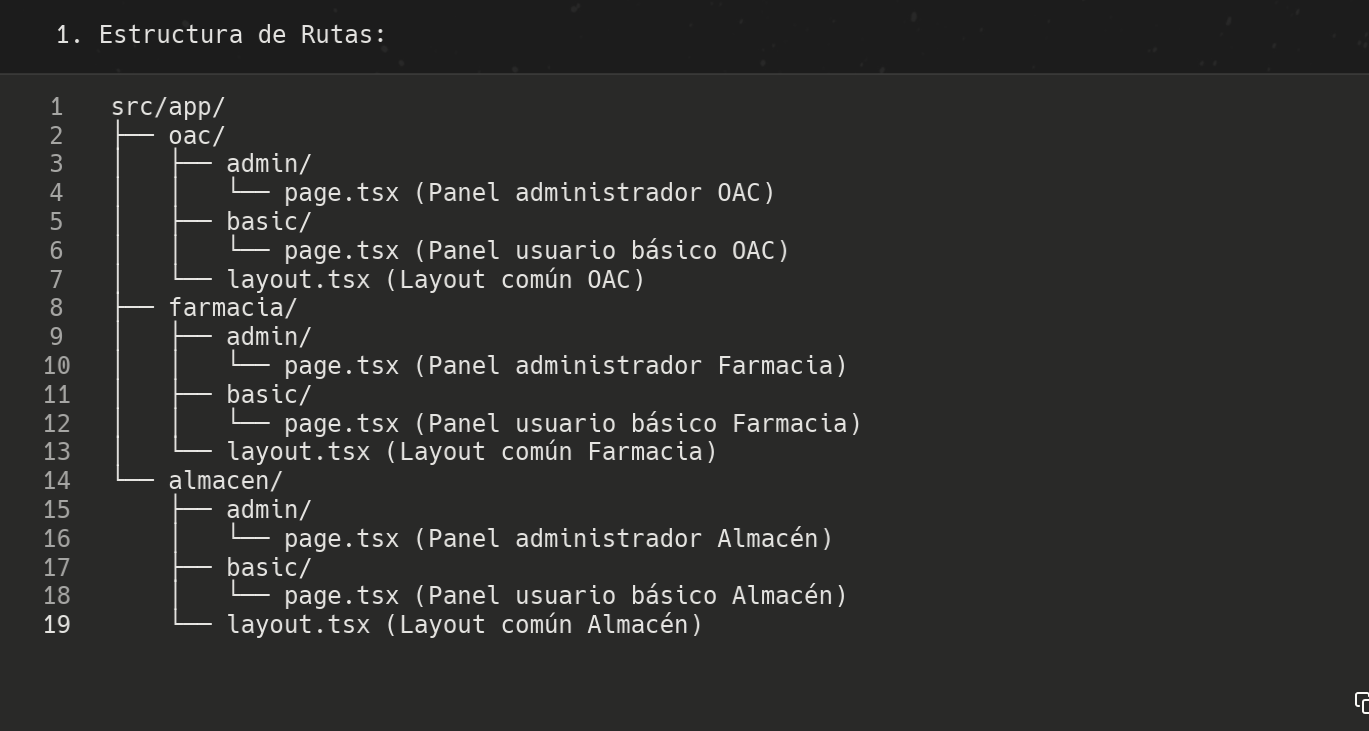 1. Estructura de Rutas:
1 src/app/
2 ├── oac/
3 │   ├── admin/
4 │   │   └── page.tsx (Panel administrador OAC)
5 │   ├── basic/
6 │   │   └── page.tsx (Panel usuario básico OAC)
7 │   └── layout.tsx (Layout común OAC)
8 ├── farmacia/
9 │   ├── admin/
10 │   │   └── page.tsx (Panel administrador Farmacia)
11 │   ├── basic/
12 │   │   └── page.tsx (Panel usuario básico Farmacia)
13 │   └── layout.tsx (Layout común Farmacia)
14 └── almacen/
15     ├── admin/
16     │   └── page.tsx (Panel administrador Almacén)
17     ├── basic/
18     │   └── page.tsx (Panel usuario básico Almacén)
19     └── layout.tsx (Layout común Almacén)